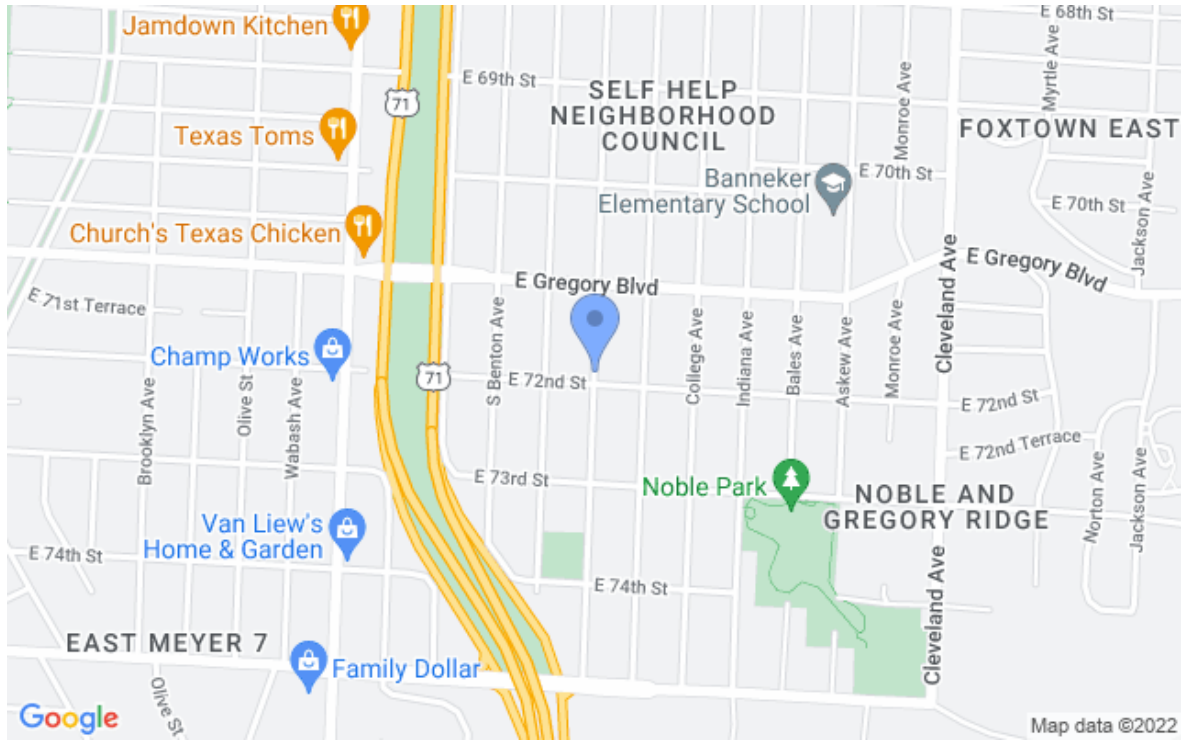 E 68th St
Jamdown Kitchen
E 69th St
71
SELF HELP
NEIGHBORHOOD
COUNCIL
Monroe Ave
Myrtle Ave
FOXTOWN EAST
Texas Toms
Banneker
Elementary School
E 70th St
E 70th St
Jackson Ave
Church's Texas Chicken
E Gregory Blvd
E Gregory Blvd
Cleveland Ave
E 71st Terrace
S Benton Ave
College Ave
Indiana Ave
Bales Ave
Askew Ave
Monroe Ave
Champ Works
71
E 72nd St
E 72nd St
Brooklyn Ave
Olive St
Wabash Ave
E 72nd Terrace
E 73rd St
Noble Park
NOBLE AND
GREGORY RIDGE
Norton Ave
Jackson Ave
Van Liew's
Home & Garden
E 74th St
E 74th St
Cleveland Ave
EAST MEYER 7
Family Dollar
Olive St
Google
Map data ©2022